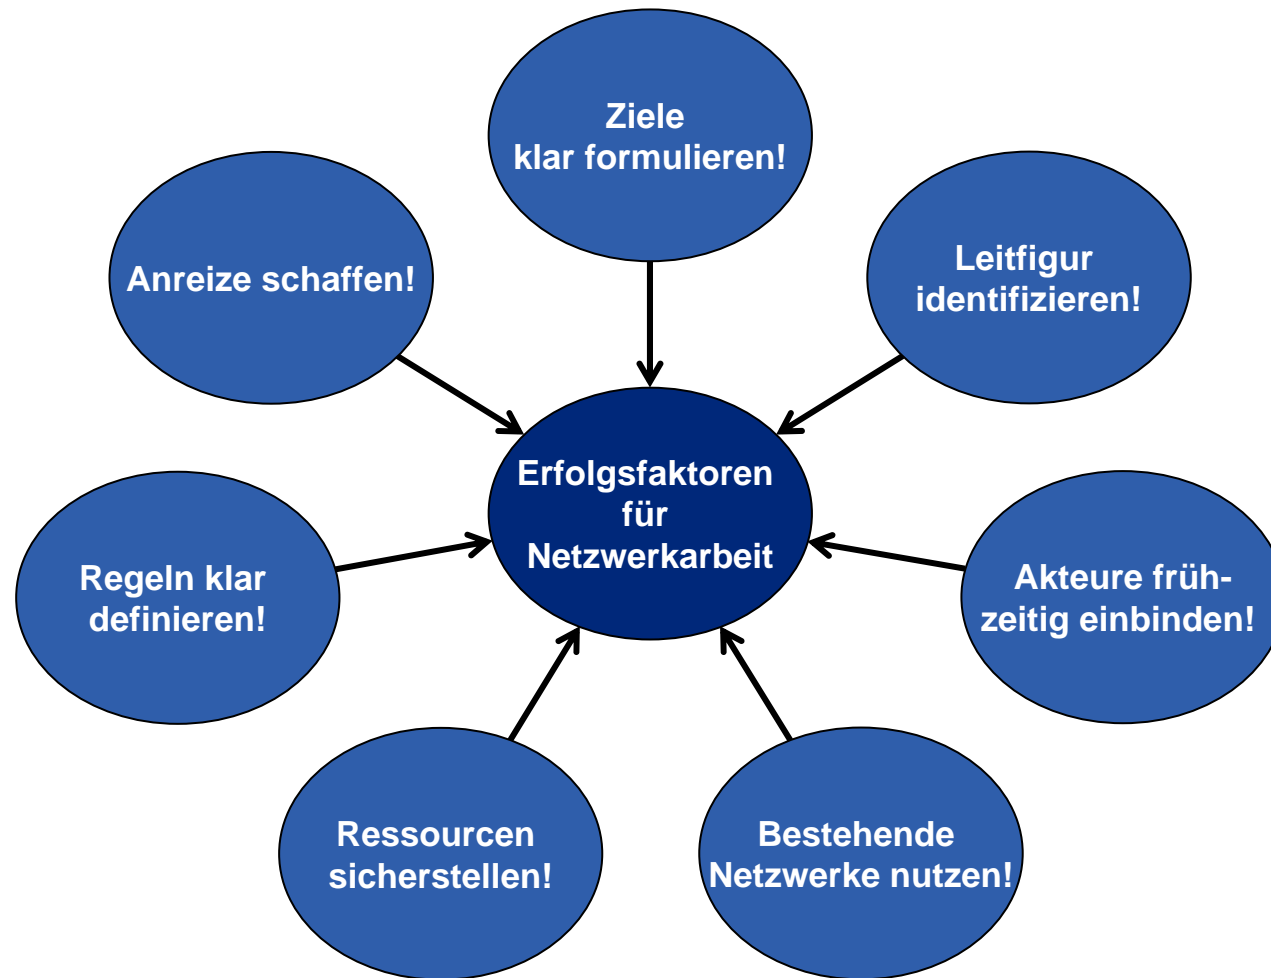 Ziele
klar formulieren!
Anreize schaffen!
Leitfigur
identifizieren!
Erfolgsfaktoren
für
Netzwerkarbeit
Regeln klar
definieren!
Akteure früh-
zeitig einbinden!
Ressourcen
sicherstellen!
Bestehende
Netzwerke nutzen!